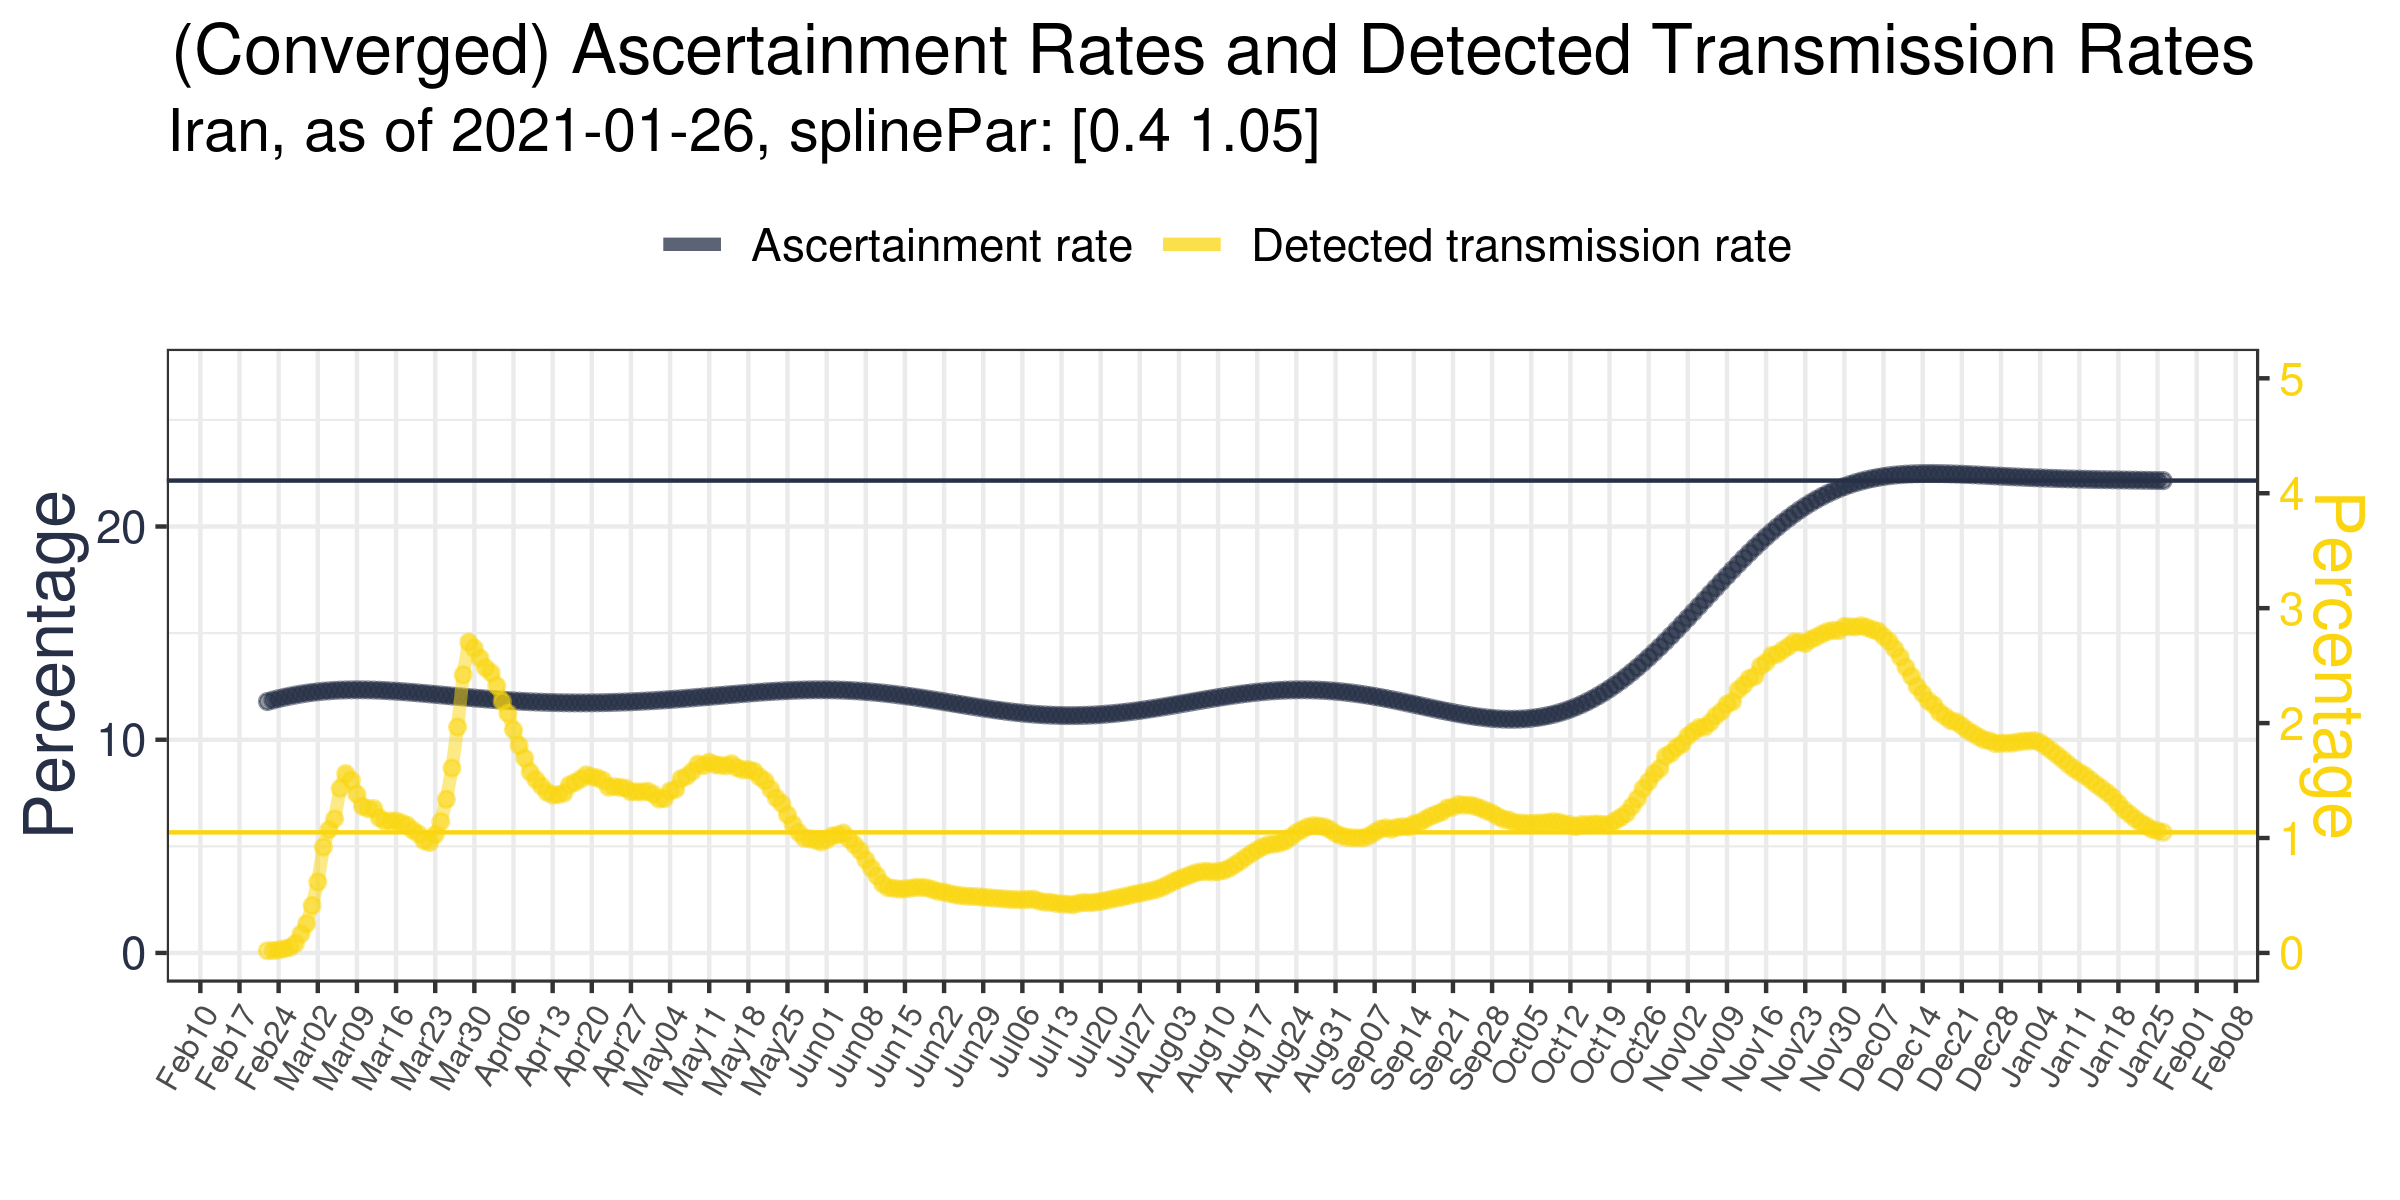 (Converged) Ascertainment Rates and Detected Transmission Rates
Iran, as of 2021-01-26, splinePar: [0.4 1.05]
Ascertainment rate Detected transmission rate
Percentage
20
10
0
5
4
3
2
1
0
Percentage
Feb10 Feb17 Feb24 Mar02 Mar09 Mar16 Mar23 Mar30 Apr06 Apr13 Apr20 Apr27 May04 May11 May18 May25 Jun01 Jun08 Jun15 Jun22 Jun29 Jul06 Jul13 Jul20 Jul27 Aug03 Aug10 Aug17 Aug24 Aug31 Sep07 Sep14 Sep21 Sep28 Oct05 Oct12 Oct19 Oct26 Nov02 Nov09 Nov16 Nov23 Nov30 Dec07 Dec14 Dec21 Dec28 Jan04 Jan11 Jan18 Jan25 Feb01 Feb08